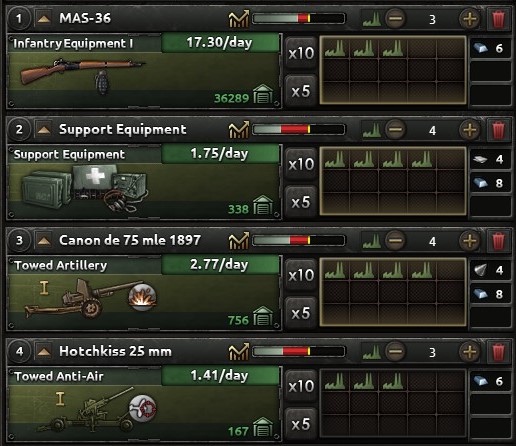 1 MAS-36 3
Infantry Equipment I 17.30/day x10 6
36289 x5
2 Support Equipment 4
Support Equipment 1.75/day x10 4
8
338 x5
3 Canon de 75 mle 1897 4
Towed Artillery 2.77/day x10 4
I 8
756 x5
4 Hotchkiss 25 mm 3
Towed Anti-Air 1.41/day x10 6
I
167 x5